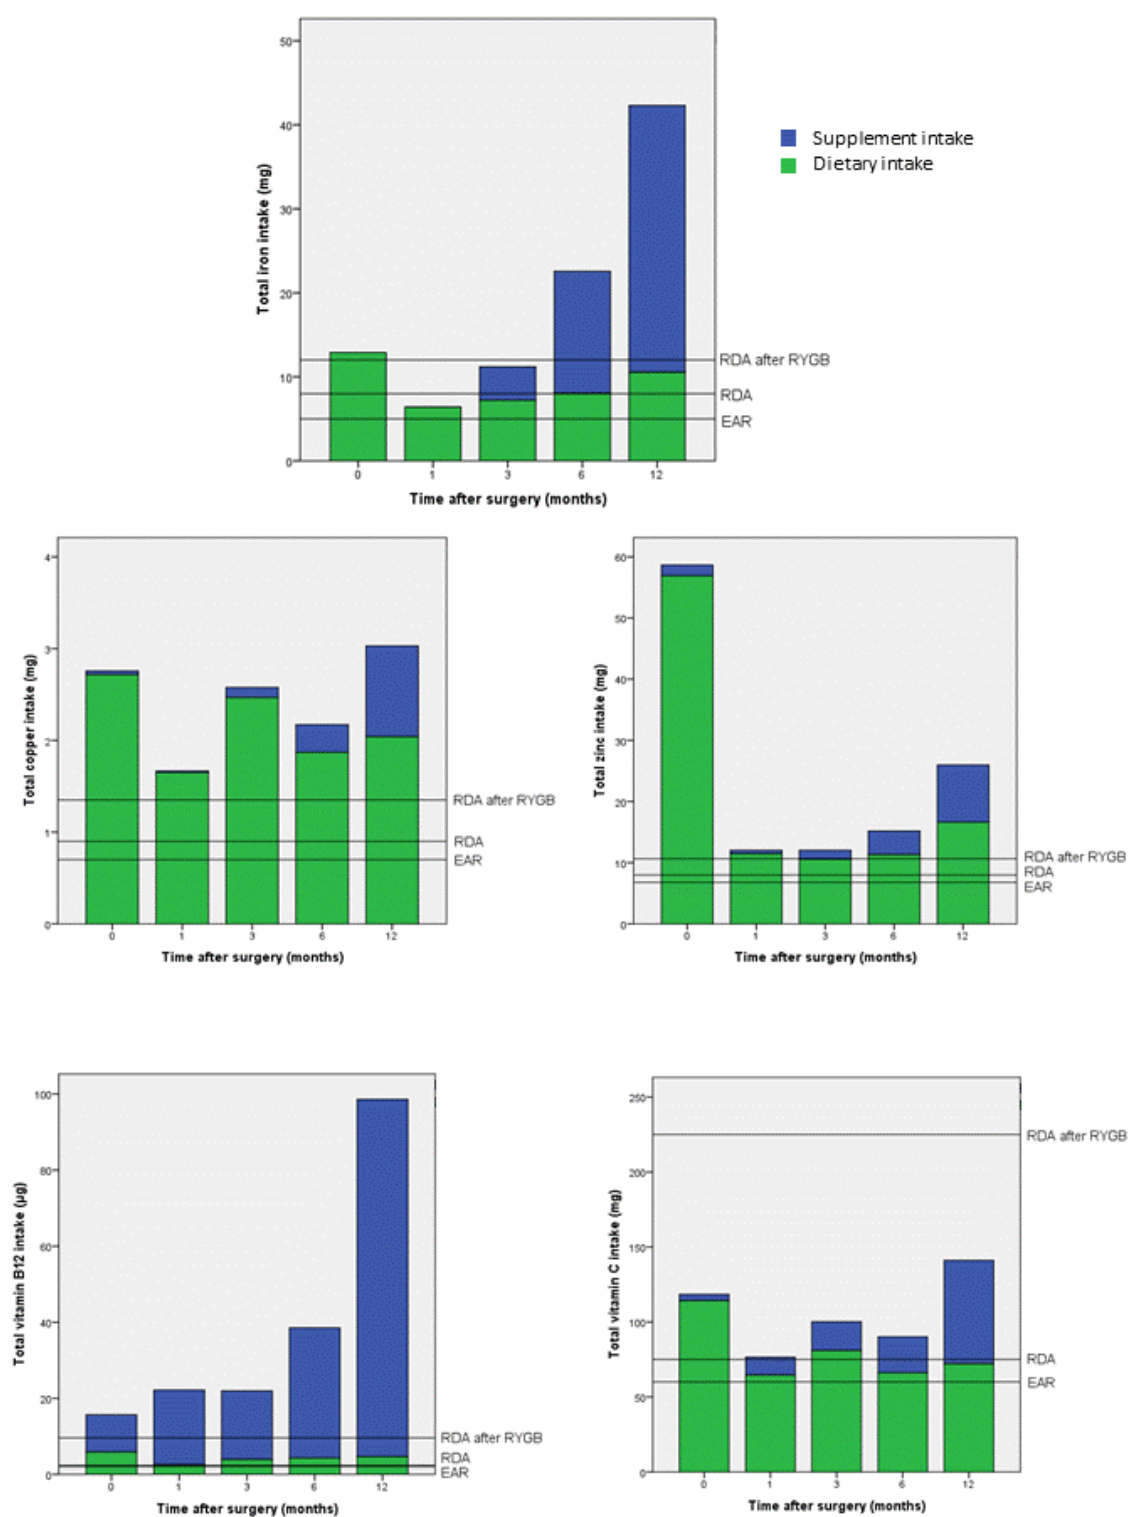 Total iron intake (mg)
50
40
30
20
10
0
0 1 3 6 12
Time after surgery (months)
RDA after RYGB
RDA
EAR
Supplement intake
Dietary intake
Total copper intake (mg)
4
3
2
1
0
0 1 3 6 12
Time after surgery (months)
RDA after RYGB
RDA
EAR
Total zinc intake (mg)
60
50
40
30
20
10
0
0 1 3 6 12
Time after surgery (months)
RDA after RYGB
RDA
EAR
Total vitamin B12 intake (µg)
100
80
60
40
20
0
0 1 3 6 12
Time after surgery (months)
RDA after RYGB
RDA
EAR
Total vitamin C intake (mg)
250
200
150
100
50
0
0 1 3 6 12
Time after surgery (months)
RDA after RYGB
RDA
EAR